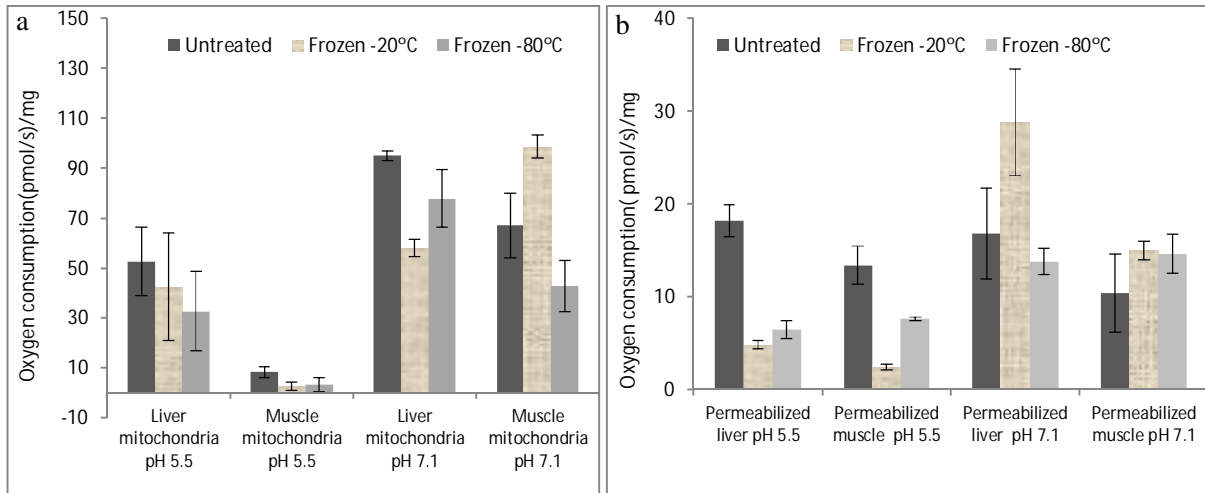 a
150
130
110
90
70
50
30
10
-10
Oxygen consumption(pmol/s)/mg
Untreated Frozen -20ºC Frozen -80ºC
Liver mitochondria pH 5.5
Muscle mitochondria pH 5.5
Liver mitochondria pH 7.1
Muscle mitochondria pH 7.1
b
40
30
20
10
0
Oxygen consumption( pmol/s)/mg
Untreated Frozen -20ºC Frozen -80ºC
Permeabilized liver pH 5.5
Permeabilized muscle pH 5.5
Permeabilized liver pH 7.1
Permeabilized muscle pH 7.1